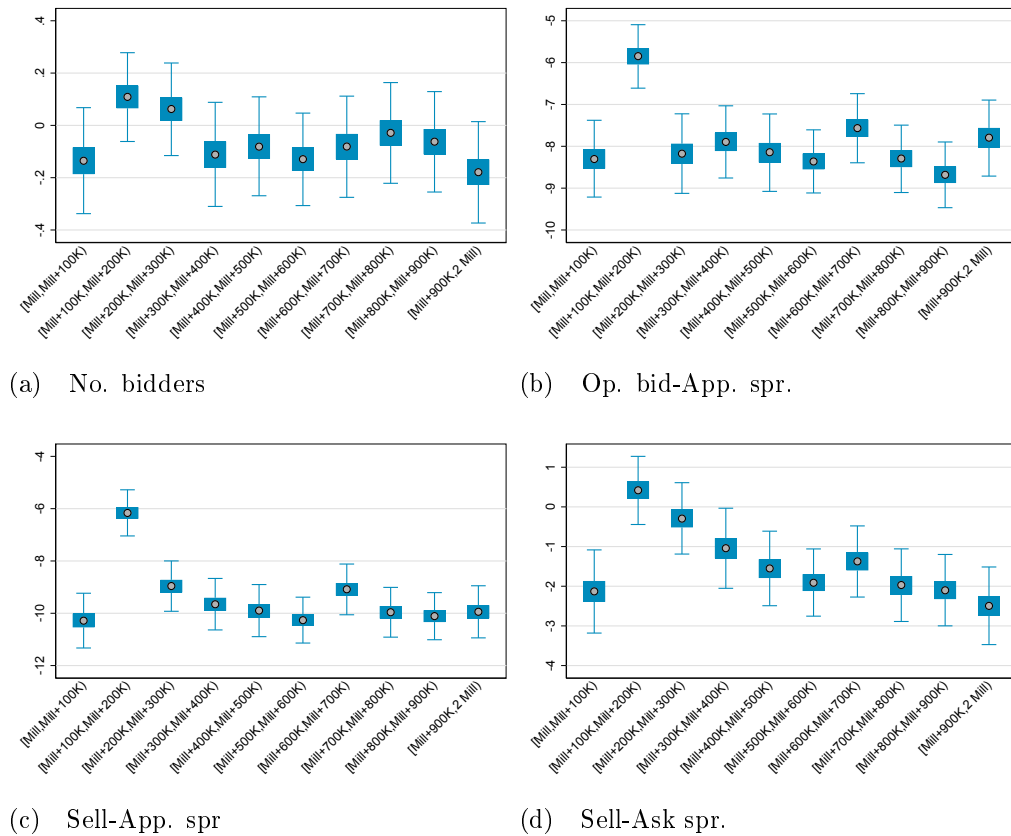 .4
.2
0
-.2
-.4
[Mill,Mill+100K)
[Mill+100K,Mill+200K)
[Mill+200K,Mill+300K)
[Mill+300K,Mill+400K)
[Mill+400K,Mill+500K)
[Mill+500K,Mill+600K)
[Mill+600K,Mill+700K)
[Mill+700K,Mill+800K)
[Mill+800K,Mill+900K)
[Mill+900K,2 Mill)
(a) No. bidders
-5
-6
-7
-8
-9
-10
[Mill,Mill+100K)
[Mill+100K,Mill+200K)
[Mill+200K,Mill+300K)
[Mill+300K,Mill+400K)
[Mill+400K,Mill+500K)
[Mill+500K,Mill+600K)
[Mill+600K,Mill+700K)
[Mill+700K,Mill+800K)
[Mill+800K,Mill+900K)
[Mill+900K,2 Mill)
(b) Op. bid-App. spr.
-4
-6
-8
-10
-12
[Mill,Mill+100K)
[Mill+100K,Mill+200K)
[Mill+200K,Mill+300K)
[Mill+300K,Mill+400K)
[Mill+400K,Mill+500K)
[Mill+500K,Mill+600K)
[Mill+600K,Mill+700K)
[Mill+700K,Mill+800K)
[Mill+800K,Mill+900K)
[Mill+900K,2 Mill)
(c) Sell-App. spr
1
0
-1
-2
-3
-4
[Mill,Mill+100K)
[Mill+100K,Mill+200K)
[Mill+200K,Mill+300K)
[Mill+300K,Mill+400K)
[Mill+400K,Mill+500K)
[Mill+500K,Mill+600K)
[Mill+600K,Mill+700K)
[Mill+700K,Mill+800K)
[Mill+800K,Mill+900K)
[Mill+900K,2 Mill)
(d) Sell-Ask spr.